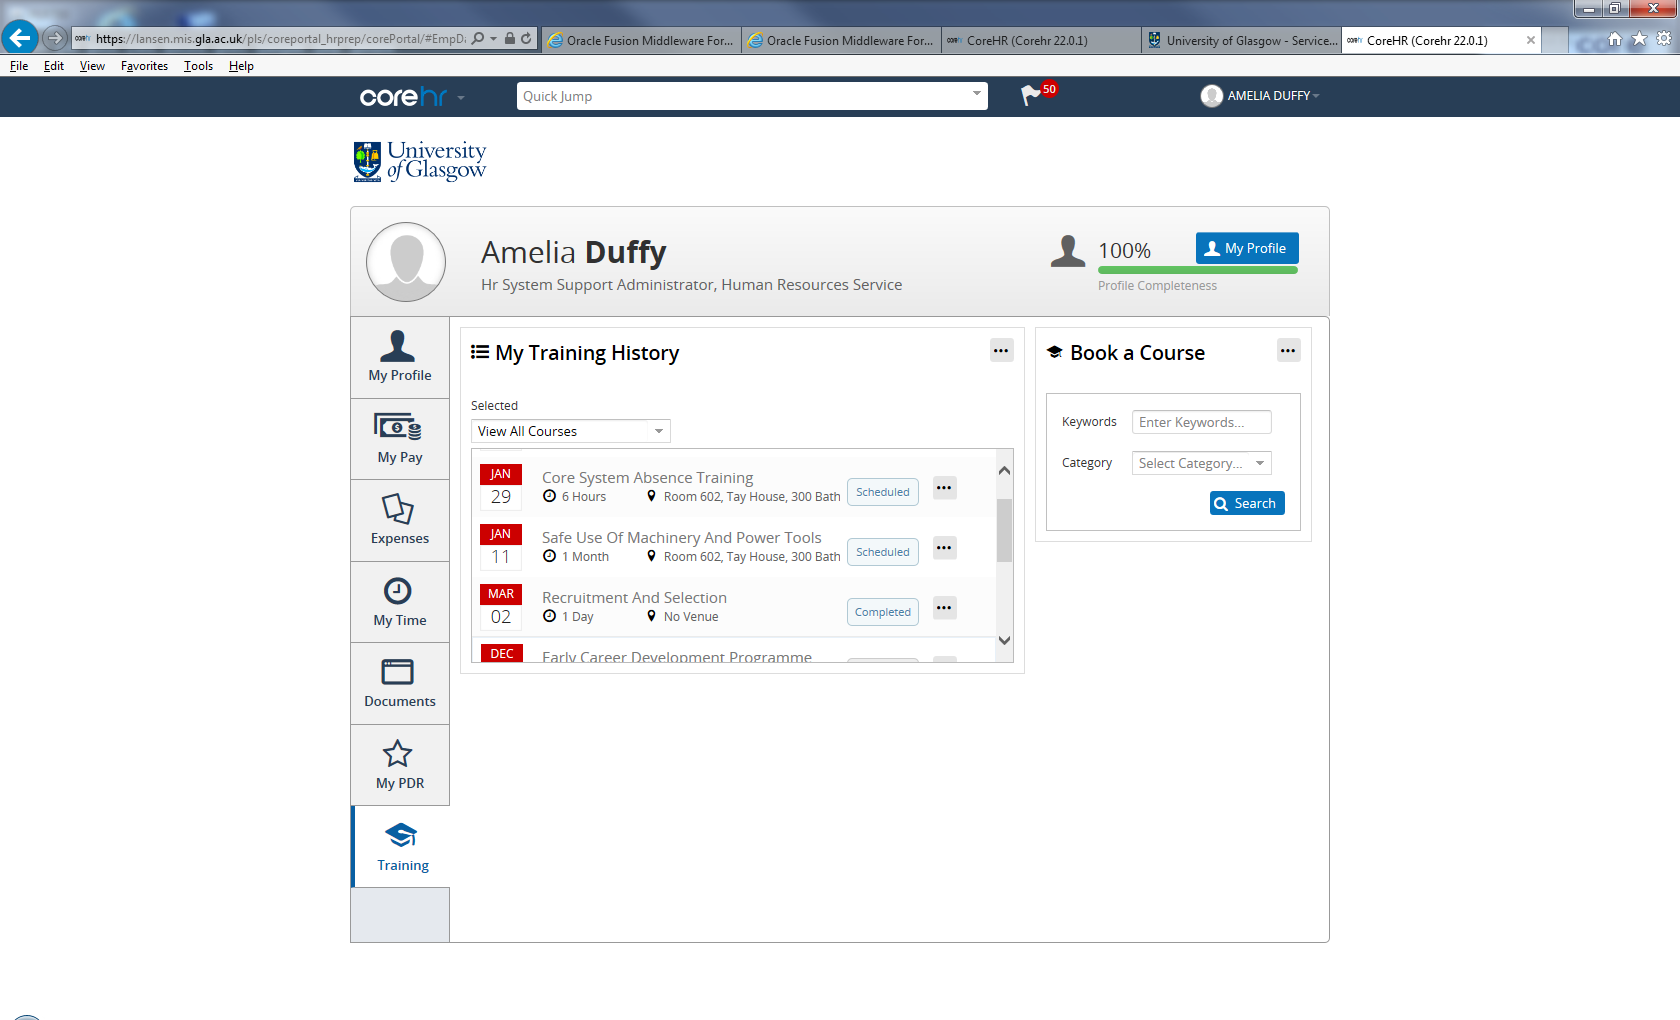 https://lansen.mis.gla.ac.uk/pls/coreportal_hrprep/corePortal/#EmpDa
Oracle Fusion Middleware For...
Oracle Fusion Middleware For...
CoreHR (Corehr 22.0.1)
University of Glasgow - Service...
CoreHR (Corehr 22.0.1)
File Edit View Favorites Tools Help
corehr
Quick Jump
50
AMELIA DUFFY
University
of Glasgow
Amelia Duffy
Hr System Support Administrator, Human Resources Service
100%
My Profile
Profile Completeness
My Profile
My Pay
Expenses
My Time
Documents
My PDR
Training
My Training History
Selected
View All Courses
JAN
29
Core System Absence Training
6 Hours
Room 602, Tay House, 300 Bath
Scheduled
JAN
11
Safe Use Of Machinery And Power Tools
1 Month
Room 602, Tay House, 300 Bath
Scheduled
MAR
02
Recruitment And Selection
1 Day
No Venue
Completed
DEC
Early Career Development Programme
Book a Course
Keywords
Enter Keywords...
Category
Select Category...
Search